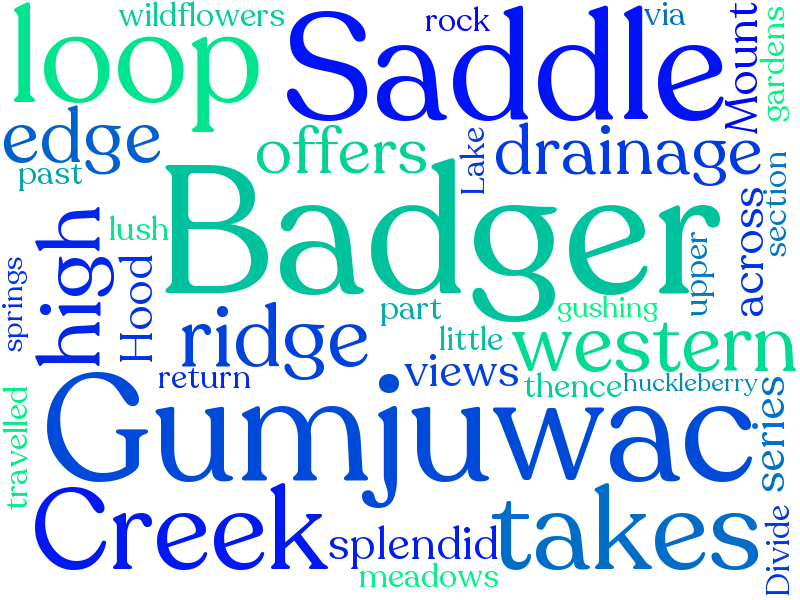 wildflowers
rock
via
loop
Saddle
Mount
gardens
edge
offers
Lake
drainage
past
Badger
section
lush
high
across
Hood
springs
upper
part
gushing
ridge
little
western
return
views
thence
huckleberry
Gumjuwac
series
travelled
Creek
takes
splendid
Divide
meadows